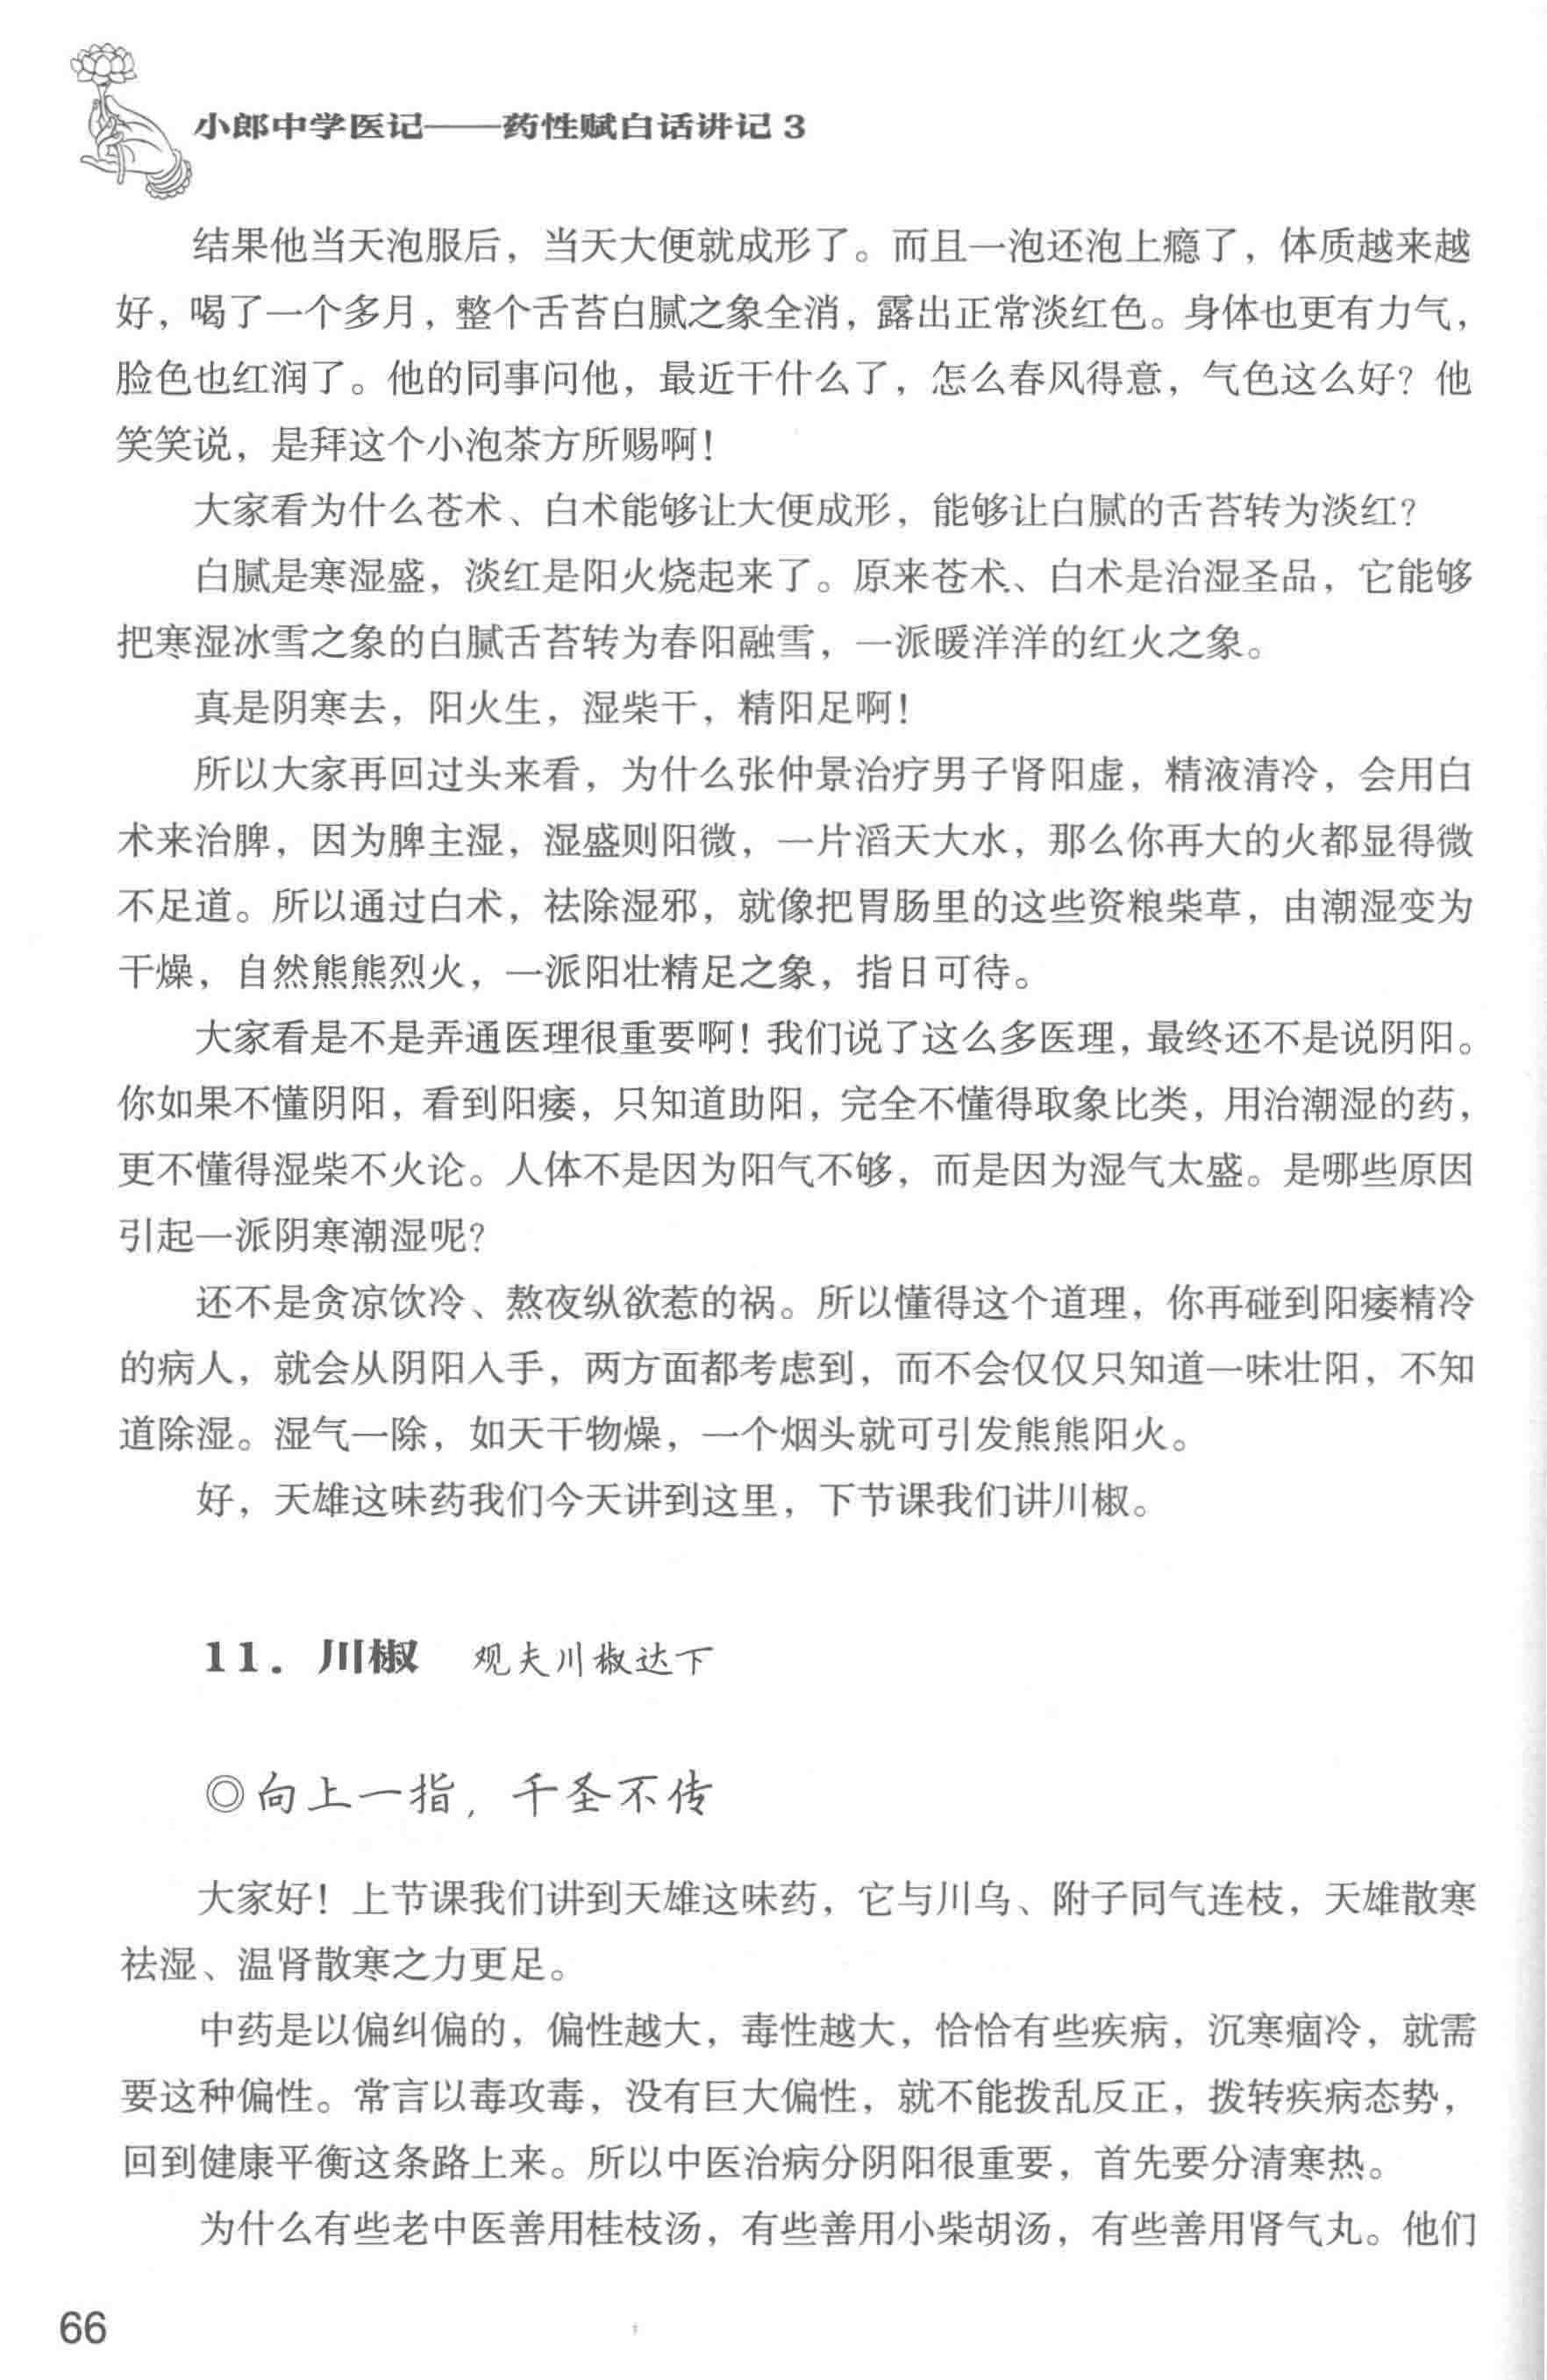 小郎中学医记——药性赋白话讲记3
结果他当天泡服后，当天大便就成形了。而且一泡还泡上瘾了，体质越来越
好，喝了一个多月，整个舌苔白腻之象全消，露出正常淡红色。身体也更有力气，
脸色也红润了。他的同事问他，最近干什么了，怎么春风得意，气色这么好？他
笑笑说，是拜这个小泡茶方所赐啊！
大家看为什么苍术、白术能够让大便成形，能够让白腻的舌苔转为淡红？
白腻是寒湿盛，淡红是阳火烧起来了。原来苍术、白术是治湿圣品，它能够
把寒湿冰雪之象的白腻舌苔转为春阳融雪，一派暖洋洋的红火之象。
真是阴寒去，阳火生，湿柴干，精阳足啊！
所以大家再回过头来看，为什么张仲景治疗男子肾阳虚，精液清冷，会用白
术来治脾，因为脾主湿，湿盛则阳微，一片滔天大水，那么你再大的火都显得微
不足道。所以通过白术，祛除湿邪，就像把胃肠里的这些资粮柴草，由潮湿变为
干燥，自然熊熊烈火，一派阳壮精足之象，指日可待。
大家看是不是弄通医理很重要啊！我们说了这么多医理，最终还不是说阴阳。
你如果不懂阴阳，看到阳痿，只知道助阳，完全不懂得取象比类，用治潮湿的药，
更不懂得湿柴不火论。人体不是因为阳气不够，而是因为湿气太盛。是哪些原因
引起一派阴寒潮湿呢？
还不是贪凉饮冷、熬夜纵欲惹的祸。所以懂得这个道理，你再碰到阳痿精冷
的病人，就会从阴阳入手，两方面都考虑到，而不会仅仅只知道一味壮阳，不知
道除湿。湿气一除，如天干物燥，一个烟头就可引发熊熊阳火。
好，天雄这味药我们今天讲到这里，下节课我们讲川椒。
11．川椒 观夫川椒达下
◎向上一指，千圣不传
大家好！上节课我们讲到天雄这味药，它与川乌、附子同气连枝，天雄散寒
祛湿、温肾散寒之力更足。
中药是以偏纠偏的，偏性越大，毒性越大，恰恰有些疾病，沉寒痼冷，就需
要这种偏性。常言以毒攻毒，没有巨大偏性，就不能拨乱反正，拨转疾病态势，
回到健康平衡这条路上来。所以中医治病分阴阳很重要，首先要分清寒热。
为什么有些老中医善用桂枝汤，有些善用小柴胡汤，有些善用肾气丸。他们
66